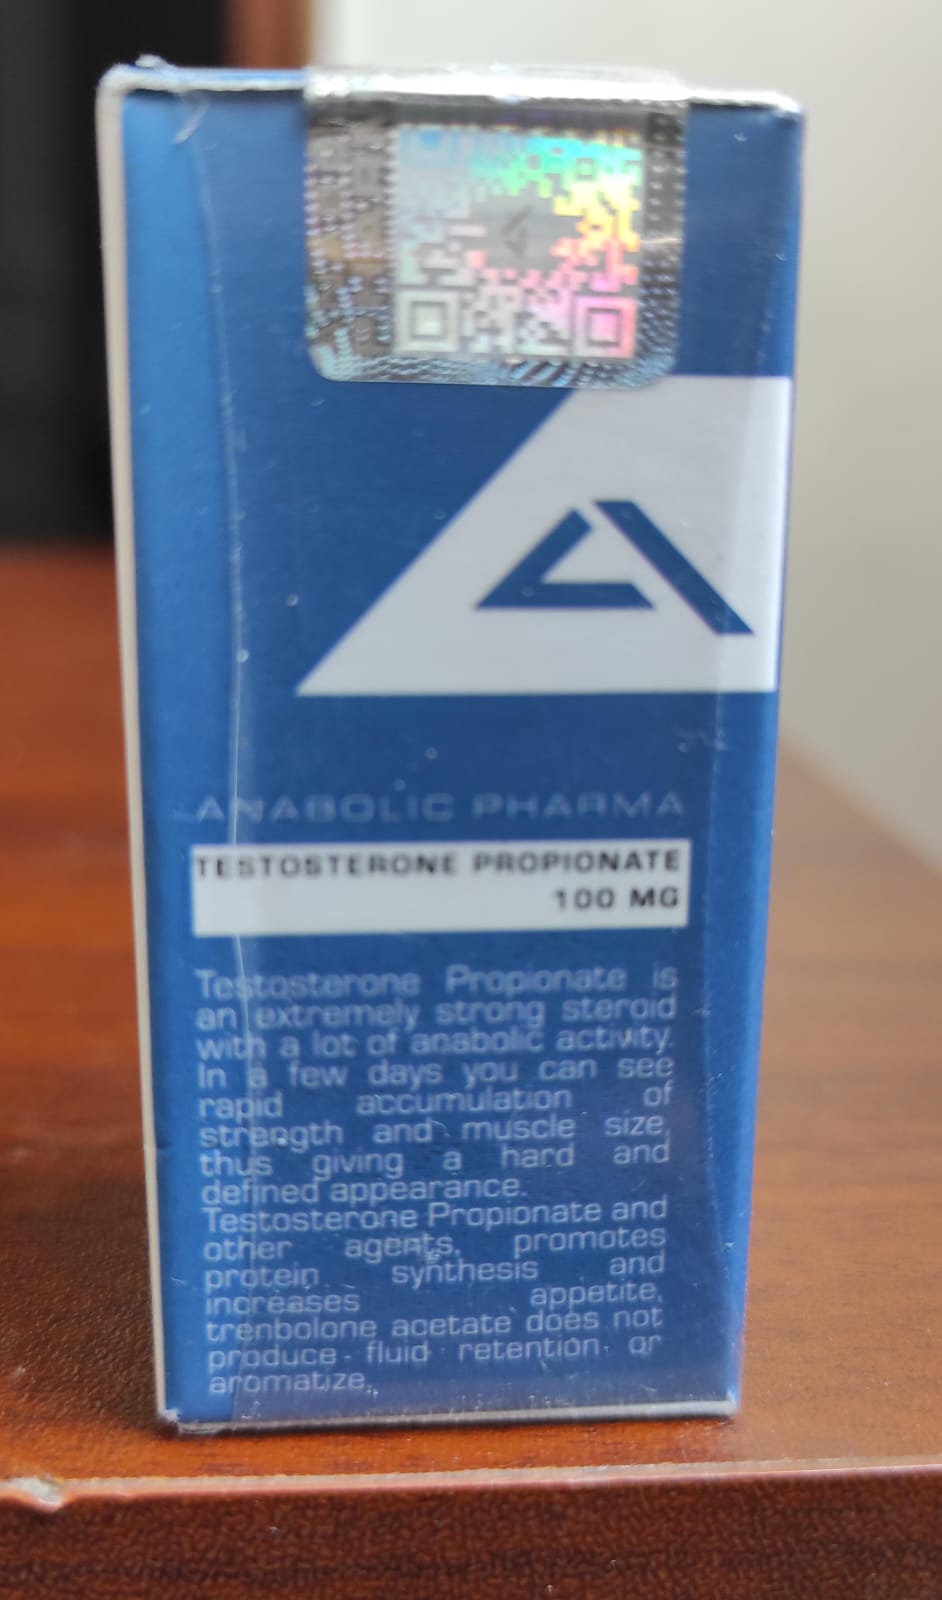 ANABOLIC PHARMA
TESTOSTERONE PROPIONATE
100 MG
Testosterone Propionate is
an extremely strong steroid
with a lot of anabolic activity.
In a few days you can see
rapid accumulation of
strength and muscle size,
thus giving a hard and
defined appearance.
Testosterone Propionate and
other agents, promotes
protein synthesis and
increases appetite,
trenbolone acetate does not
produce fluid retention or
aromatize.